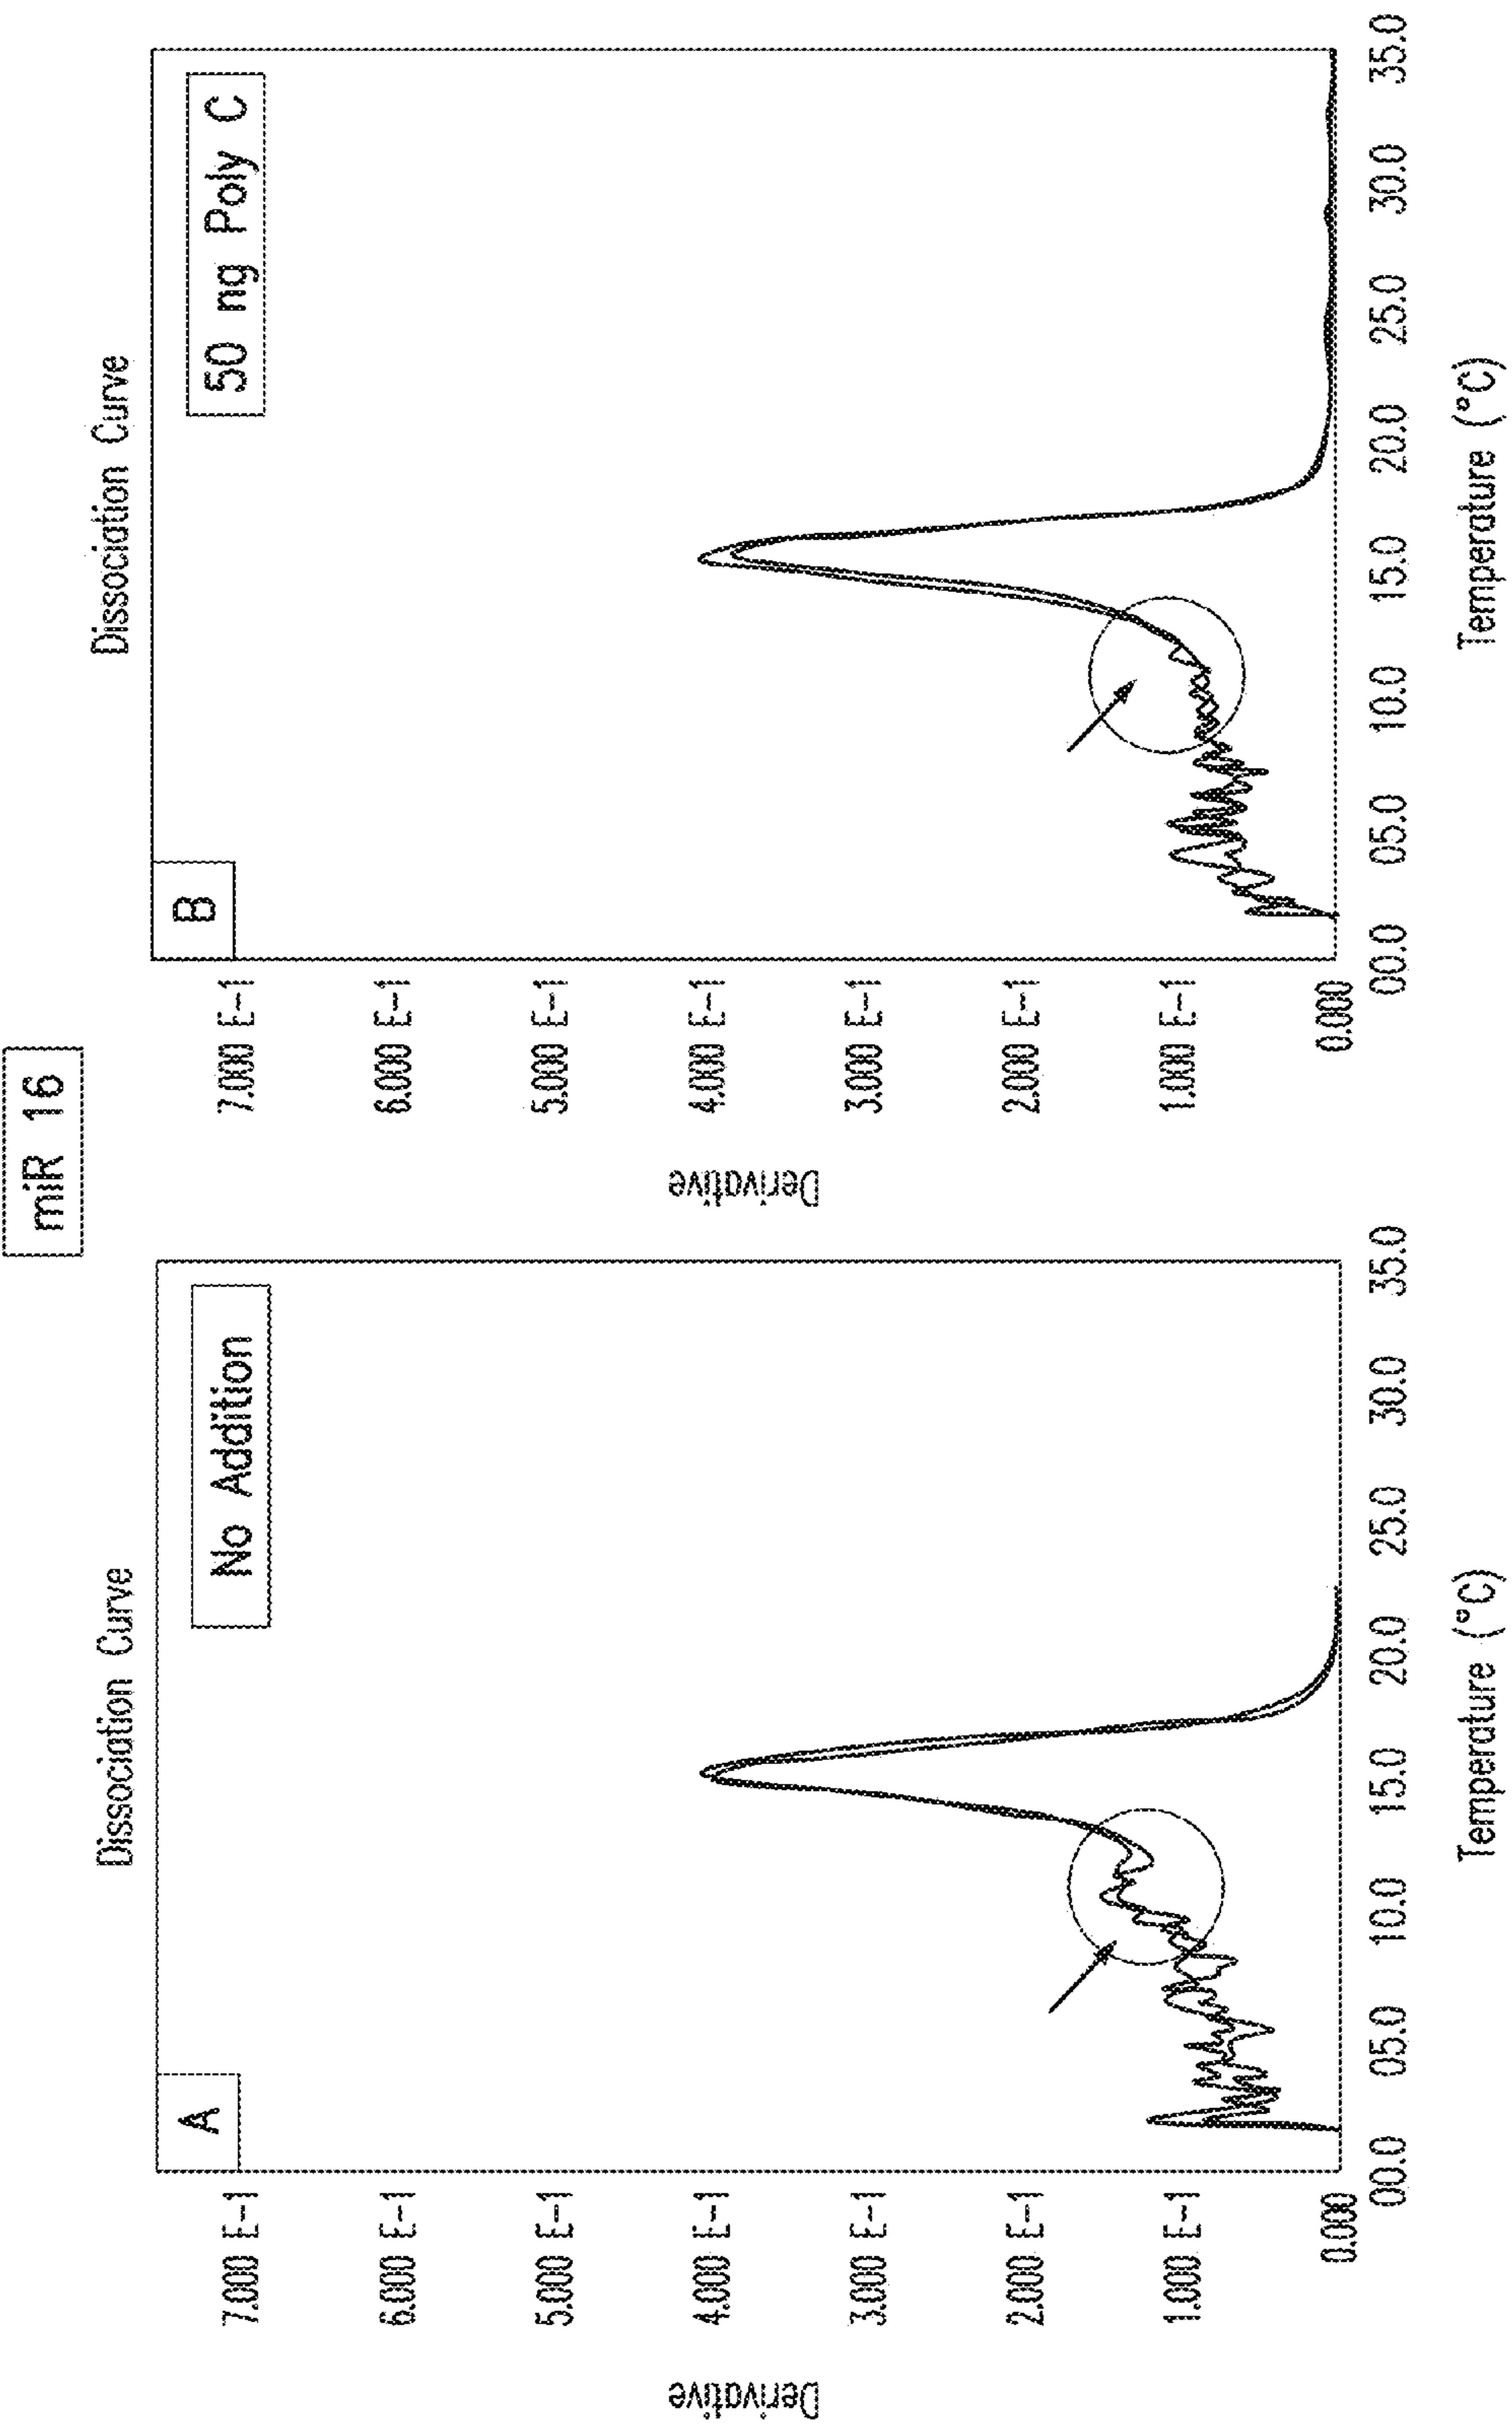 miR 16
Dissociation Curve
A
No Addition
7.000 E-1
6.000 E-1
5.000 E-1
4.000 E-1
3.000 E-1
2.000 E-1
1.000 E-1
0.000
Derivative
00.0 05.0 10.0 15.0 20.0 25.0 30.0 35.0
Temperature (°C)
Dissociation Curve
B
50 ng Poly C
7.000 E-1
6.000 E-1
5.000 E-1
4.000 E-1
3.000 E-1
2.000 E-1
1.000 E-1
0.000
Derivative
00.0 05.0 10.0 15.0 20.0 25.0 30.0 35.0
Temperature (°C)